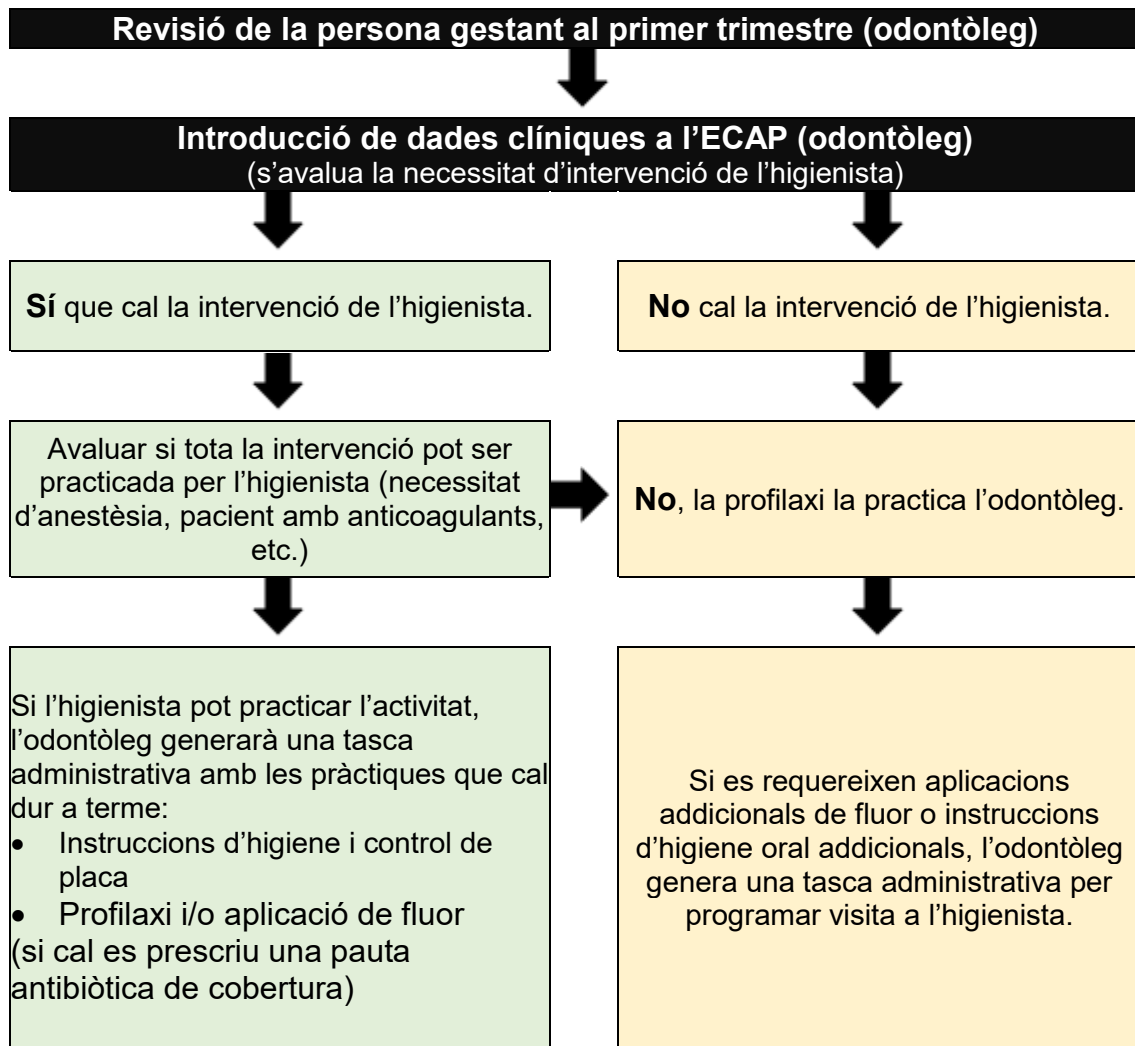 Revisió de la persona gestant al primer trimestre (odontòleg)
Introducció de dades clíniques a l’ECAP (odontòleg)
(s’avalua la necessitat d’intervenció de l’higienista)
Sí que cal la intervenció de l’higienista.
No cal la intervenció de l’higienista.
Avaluar si tota la intervenció pot ser
practicada per l’higienista (necessitat
d’anestèsia, pacient amb anticoagulants,
etc.)
No, la profilaxi la practica l’odontòleg.
Si l’higienista pot practicar l’activitat,
l’odontòleg generarà una tasca
administrativa amb les pràctiques que cal
dur a terme:
• Instruccions d’higiene i control de
placa
• Profilaxi i/o aplicació de fluor
(si cal es prescriu una pauta
antibiòtica de cobertura)
Si es requereixen aplicacions
addicionals de fluor o instruccions
d’higiene oral addicionals, l’odontòleg
genera una tasca administrativa per
programar visita a l’higienista.